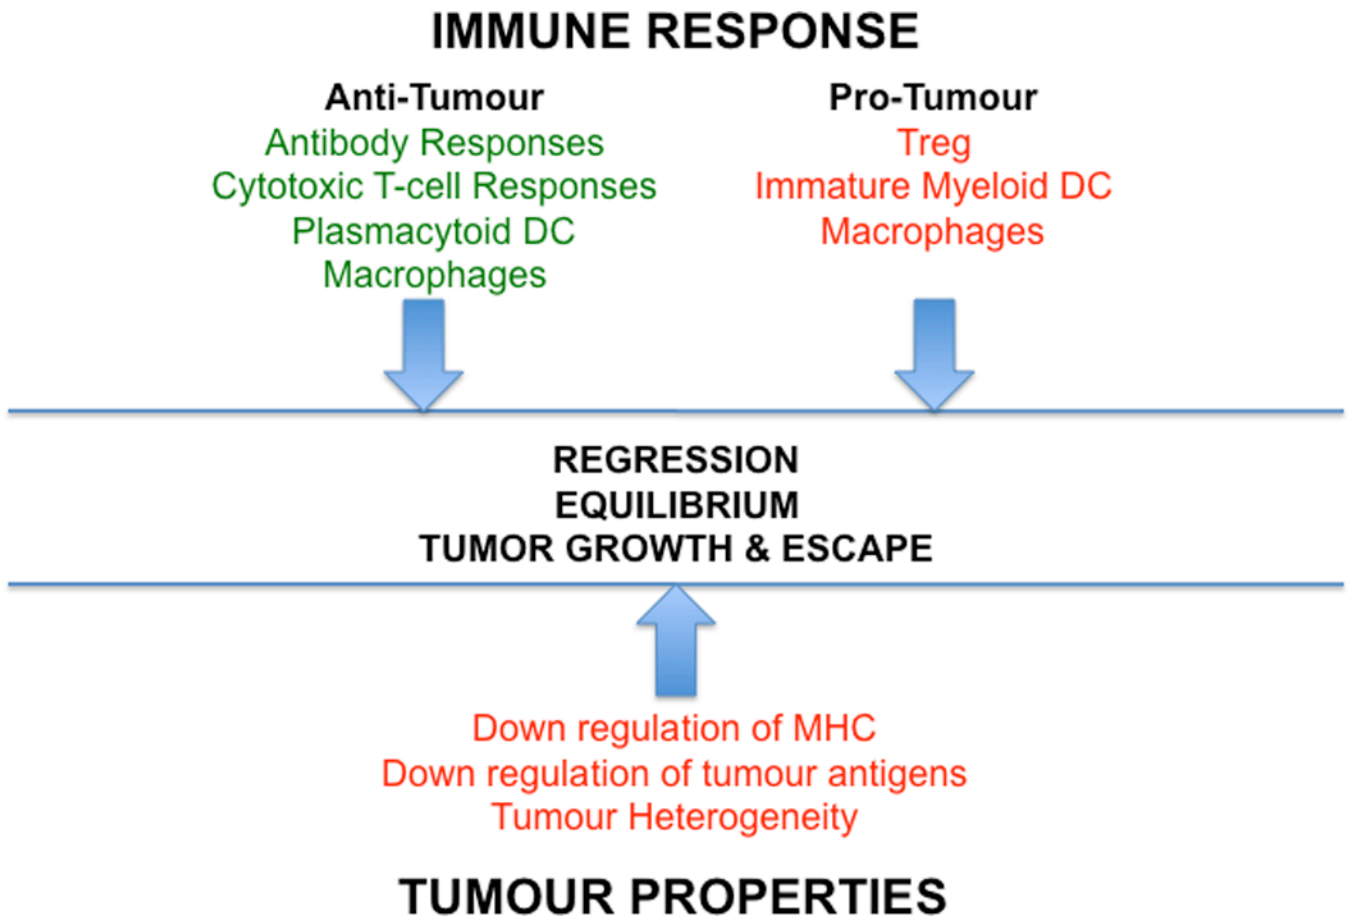 IMMUNE RESPONSE
Anti-Tumour
Antibody Responses
Cytotoxic T-cell Responses
Plasmacytoid DC
Macrophages
Pro-Tumour
Treg
Immature Myeloid DC
Macrophages
REGRESSION
EQUILIBRIUM
TUMOR GROWTH & ESCAPE
Down regulation of MHC
Down regulation of tumour antigens
Tumour Heterogeneity
TUMOUR PROPERTIES